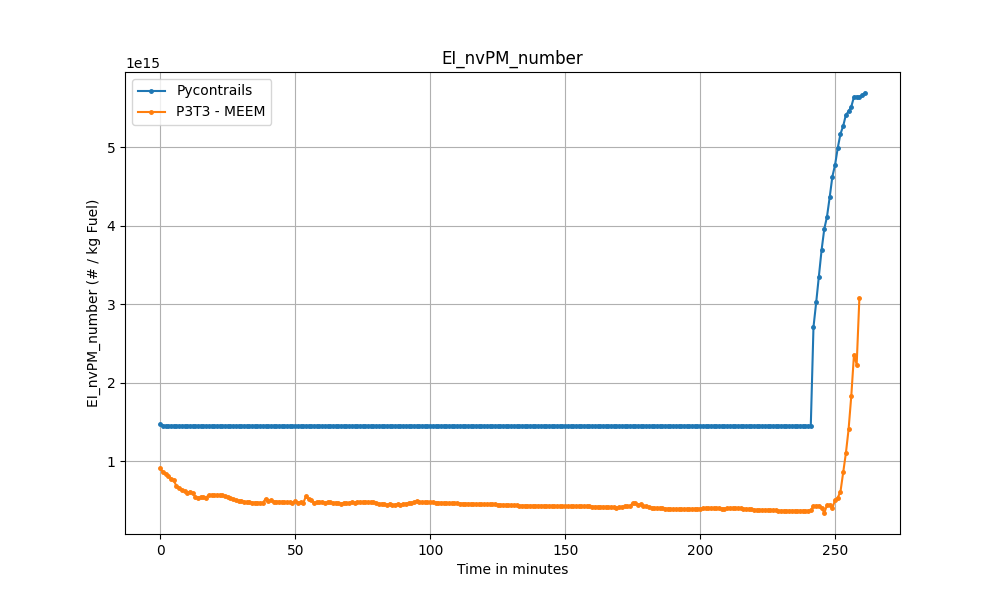 EI_nvPM_number
1e15
Pycontrails
P3T3 - MEEM
EI_nvPM_number (# / kg Fuel)
5
4
3
2
1
0 50 100 150 200 250
Time in minutes